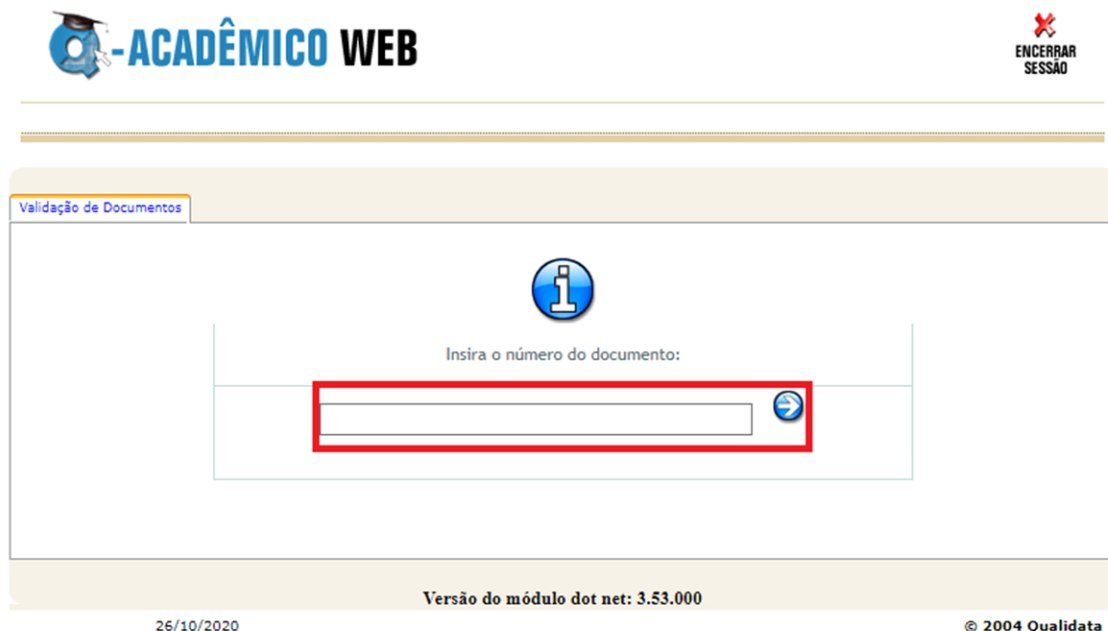 Q-ACADÊMICO WEB
ENCERRAR
SESSÃO
Validação de Documentos
Insira o número do documento:
Versão do módulo dot net: 3.53.000
26/10/2020
© 2004 Qualidata